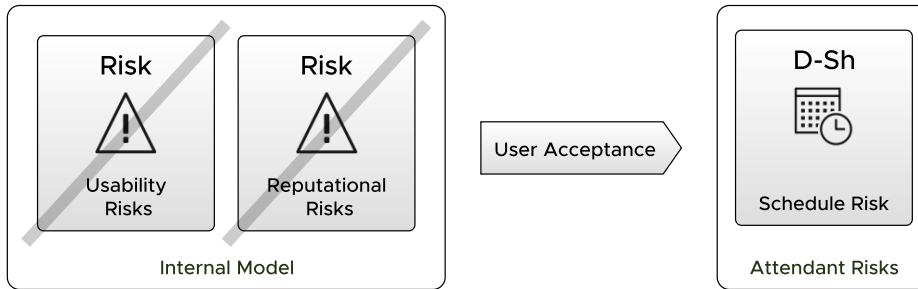 Risk
!
Usability
Risks
Risk
!
Reputational
Risks
Internal Model
User Acceptance
D-Sh
Schedule Risk
Attendant Risks